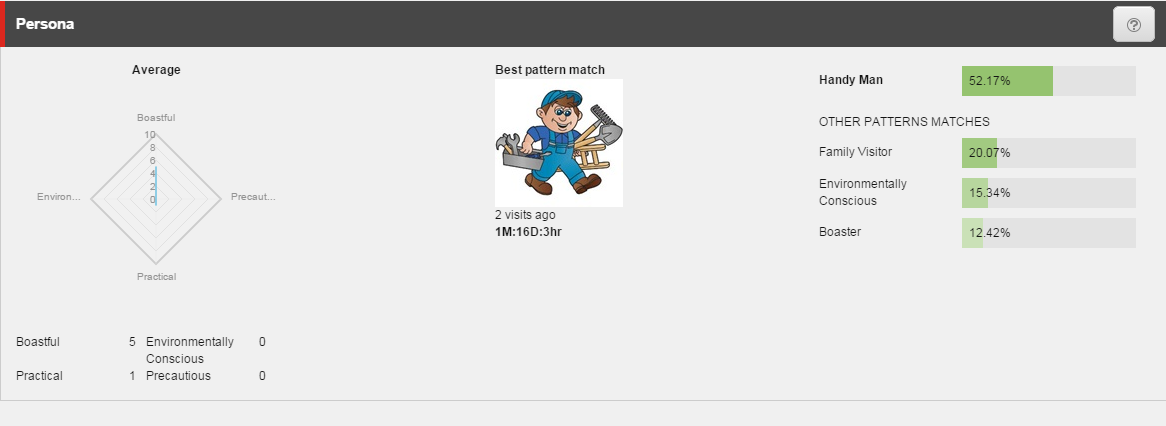 Persona
?
Average
Boastful
10
8
6
4
2
0
Environ...
Precaut...
Practical
Boastful 5 Environmentally Conscious 0
Practical 1 Precautious 0
Best pattern match
2 visits ago
1M:16D:3hr
Handy Man 52.17%
OTHER PATTERNS MATCHES
Family Visitor 20.07%
Environmentally
Conscious 15.34%
Boaster 12.42%